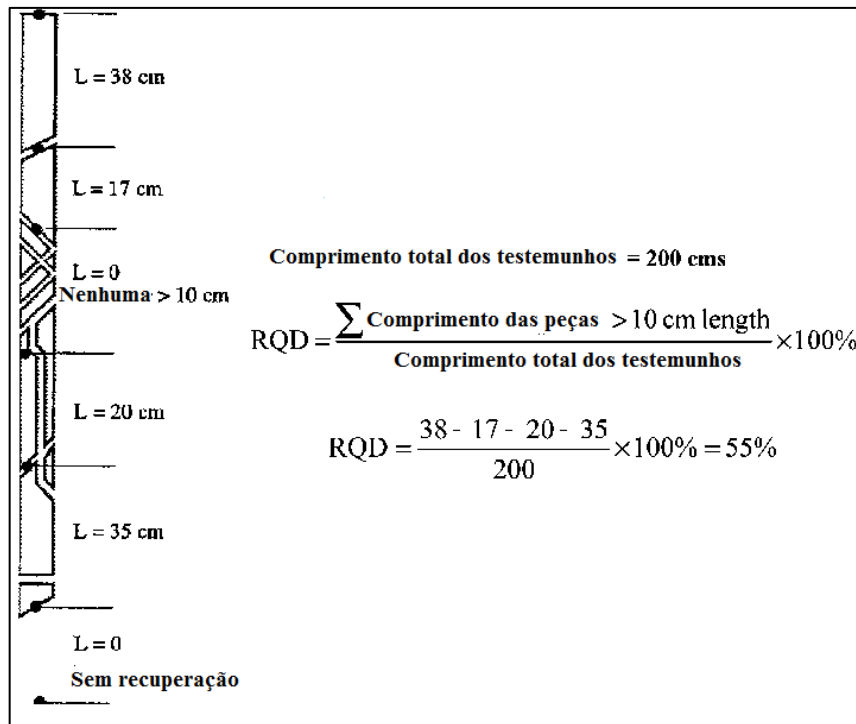 L = 38 cm
L = 17 cm
L = 0
Nenhuma > 10 cm
L = 20 cm
L = 35 cm
L = 0
Sem recuperação
Comprimento total dos testemunhos = 200 cms
RQD = ∑ Comprimento das peças > 10 cm length / Comprimento total dos testemunhos ×100%
RQD = 38 - 17 - 20 - 35 / 200 ×100% = 55%